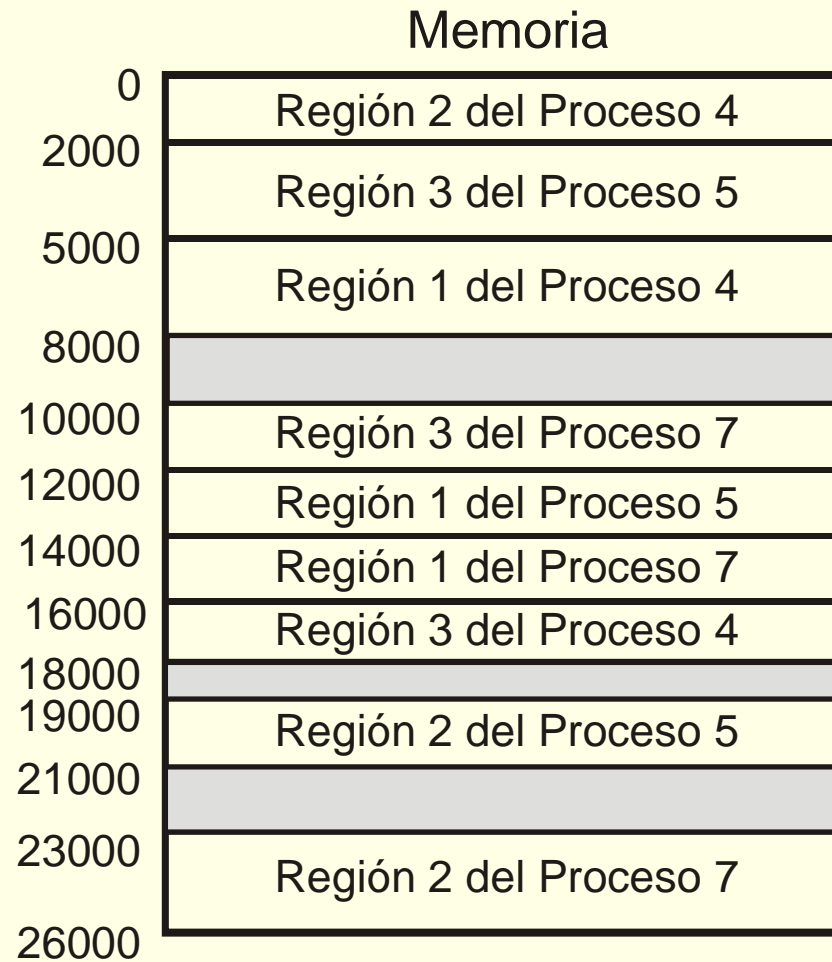 Memoria
0
Región 2 del Proceso 4
2000
Región 3 del Proceso 5
5000
Región 1 del Proceso 4
8000
10000
Región 3 del Proceso 7
12000
Región 1 del Proceso 5
14000
Región 1 del Proceso 7
16000
Región 3 del Proceso 4
18000
19000
Región 2 del Proceso 5
21000
23000
Región 2 del Proceso 7
26000